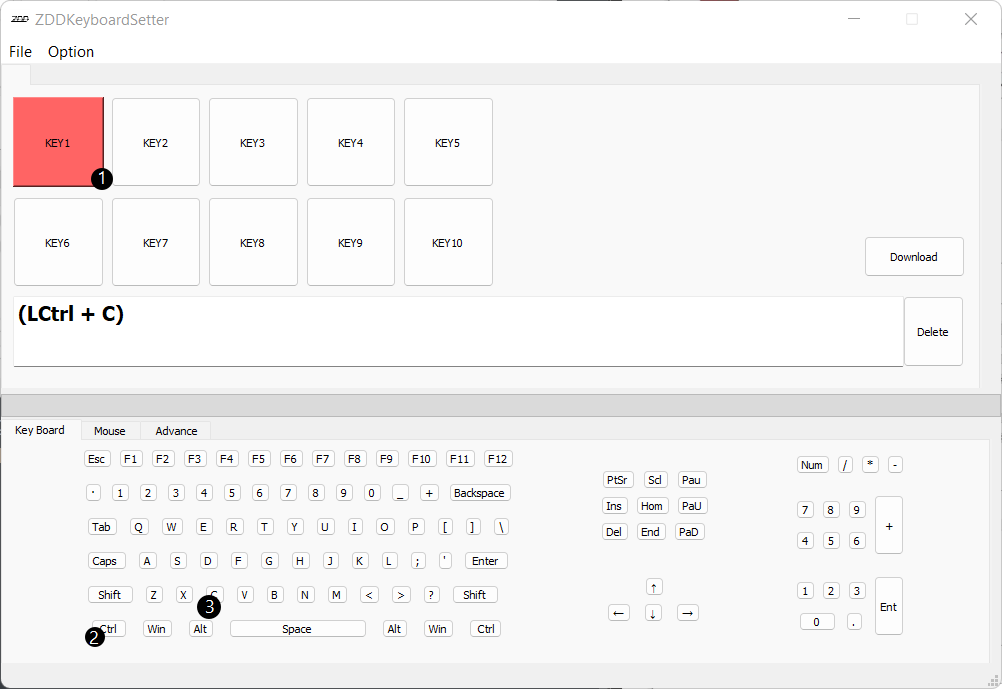 ZDD ZDDKeyboardSetter
File Option
KEY1 KEY2 KEY3 KEY4 KEY5
1
KEY6 KEY7 KEY8 KEY9 KEY10
Download
(LCtrl + C)
Delete
Key Board Mouse Advance
Esc F1 F2 F3 F4 F5 F6 F7 F8 F9 F10 F11 F12
Num / * -
PtSr Scl Pau
· 1 2 3 4 5 6 7 8 9 0 _ + Backspace
Ins Hom PaU
7 8 9 +
Tab Q W E R T Y U I O P [ ] \
Del End PaD
4 5 6
Caps A S D F G H J K L ; ' Enter
Shift Z X C V B N M < > ? Shift
↑
1 2 3 Ent
3
← ↓ →
0 .
2 Ctrl Win Alt Space Alt Win Ctrl